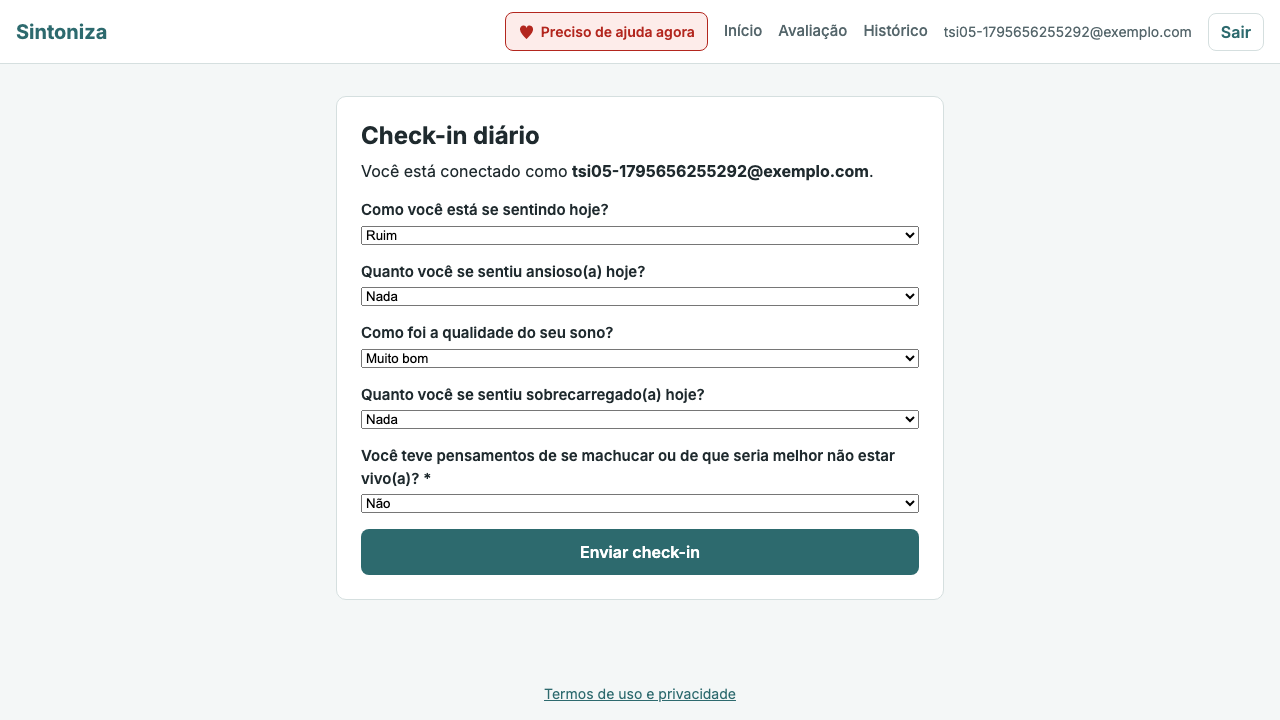 Sintoniza
Preciso de ajuda agora
Início
Avaliação
Histórico
tsi05-1795656255292@exemplo.com
Sair
Check-in diário
Você está conectado como tsi05-1795656255292@exemplo.com.
Como você está se sentindo hoje?
Ruim
Quanto você se sentiu ansioso(a) hoje?
Nada
Como foi a qualidade do seu sono?
Muito bom
Quanto você se sentiu sobrecarregado(a) hoje?
Nada
Você teve pensamentos de se machucar ou de que seria melhor não estar
vivo(a)? *
Não
Enviar check-in
Termos de uso e privacidade